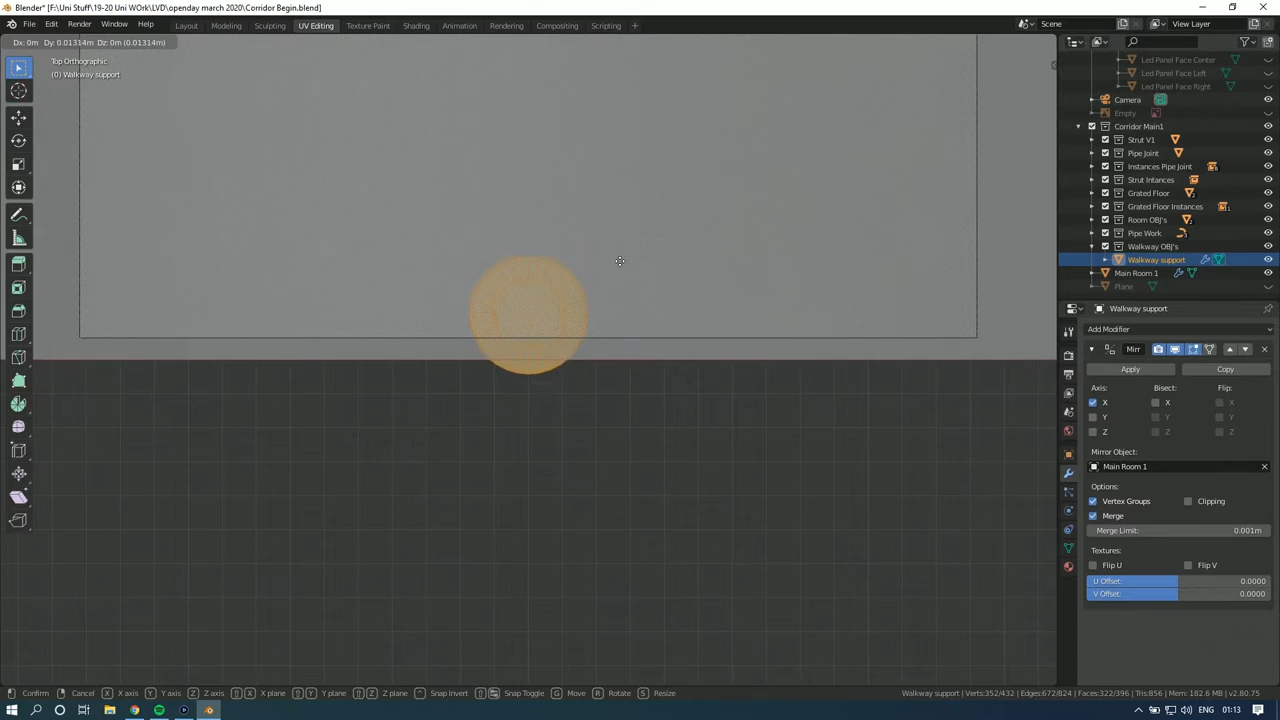 Blender* [F:\Uni Stuff\19-20 Uni WOrk\LVD\openday march 2020\Corridor Begin.blend]
File Edit Render Window Help Layout Modeling Sculpting UV Editing Texture Paint Shading Animation Rendering Compositing Scripting + Scene View Layer
Dx: 0m Dy: 0.01314m Dz: 0m (0.01314m)
Top Orthographic
(0) Walkway support
Led Panel Face Center
Led Panel Face Left
Led Panel Face Right
Camera
Empty
Corridor Main1
Strut V1
Pipe Joint
Instances Pipe Joint
Strut Intances
Grated Floor
Grated Floor Instances
Room OBJ's
Pipe Work
Walkway OBJ's
Walkway support
Main Room 1
Plane
Walkway support
Add Modifier
Mirr
Apply Copy
Axis: Bisect: Flip:
X X X
Y Y Y
Z Z Z
Mirror Object:
Main Room 1
Options:
Vertex Groups Clipping
Merge
Merge Limit: 0.001m
Textures:
Flip U Flip V
U Offset: 0.0000
V Offset: 0.0000
Confirm Cancel X X axis Y Y axis Z Z axis X X plane Y Y plane Z Z plane Snap Invert Snap Toggle G Move R Rotate S Resize Walkway support | Verts:352/432 | Edges:672/824 | Faces:322/396 | Tris:856 | Mem: 182.6 MB | v2.80.75
ENG 01:13